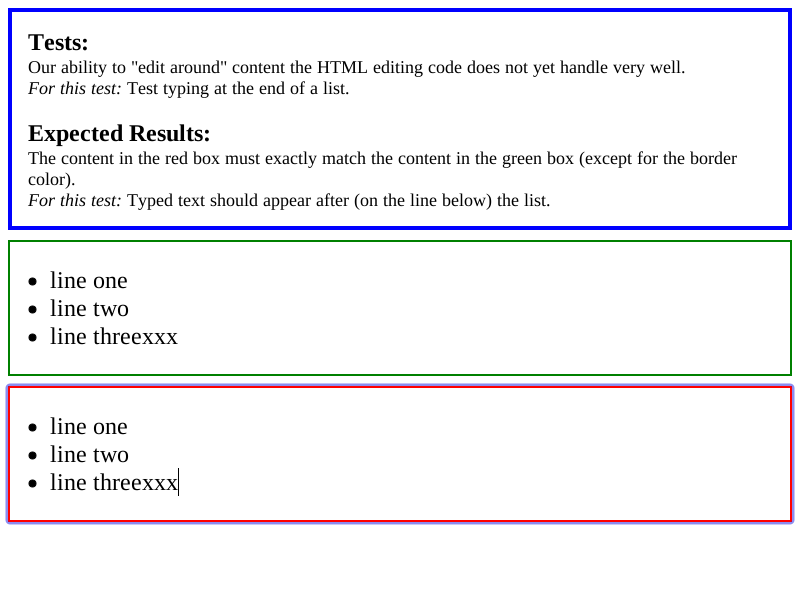 Tests:
Our ability to "edit around" content the HTML editing code does not yet handle very well.
For this test: Test typing at the end of a list.
Expected Results:
The content in the red box must exactly match the content in the green box (except for the border
color).
For this test: Typed text should appear after (on the line below) the list.
• line one
• line two
• line threexxx
• line one
• line two
• line threexxx